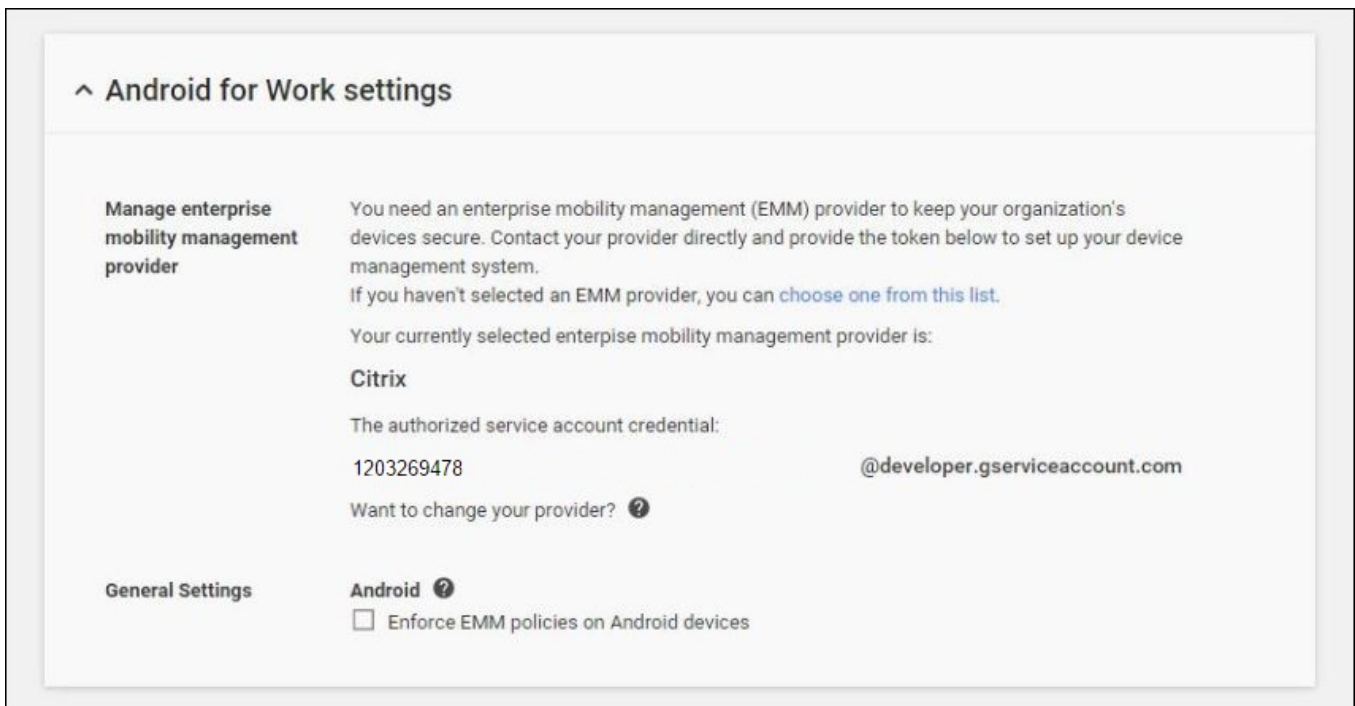 Android for Work settings
Manage enterprise
mobility management
provider
You need an enterprise mobility management (EMM) provider to keep your organization's
devices secure. Contact your provider directly and provide the token below to set up your device
management system.
If you haven't selected an EMM provider, you can choose one from this list.
Your currently selected enterpise mobility management provider is:
Citrix
The authorized service account credential:
1203269478 @developer.gserviceaccount.com
Want to change your provider?
General Settings
Android
Enforce EMM policies on Android devices